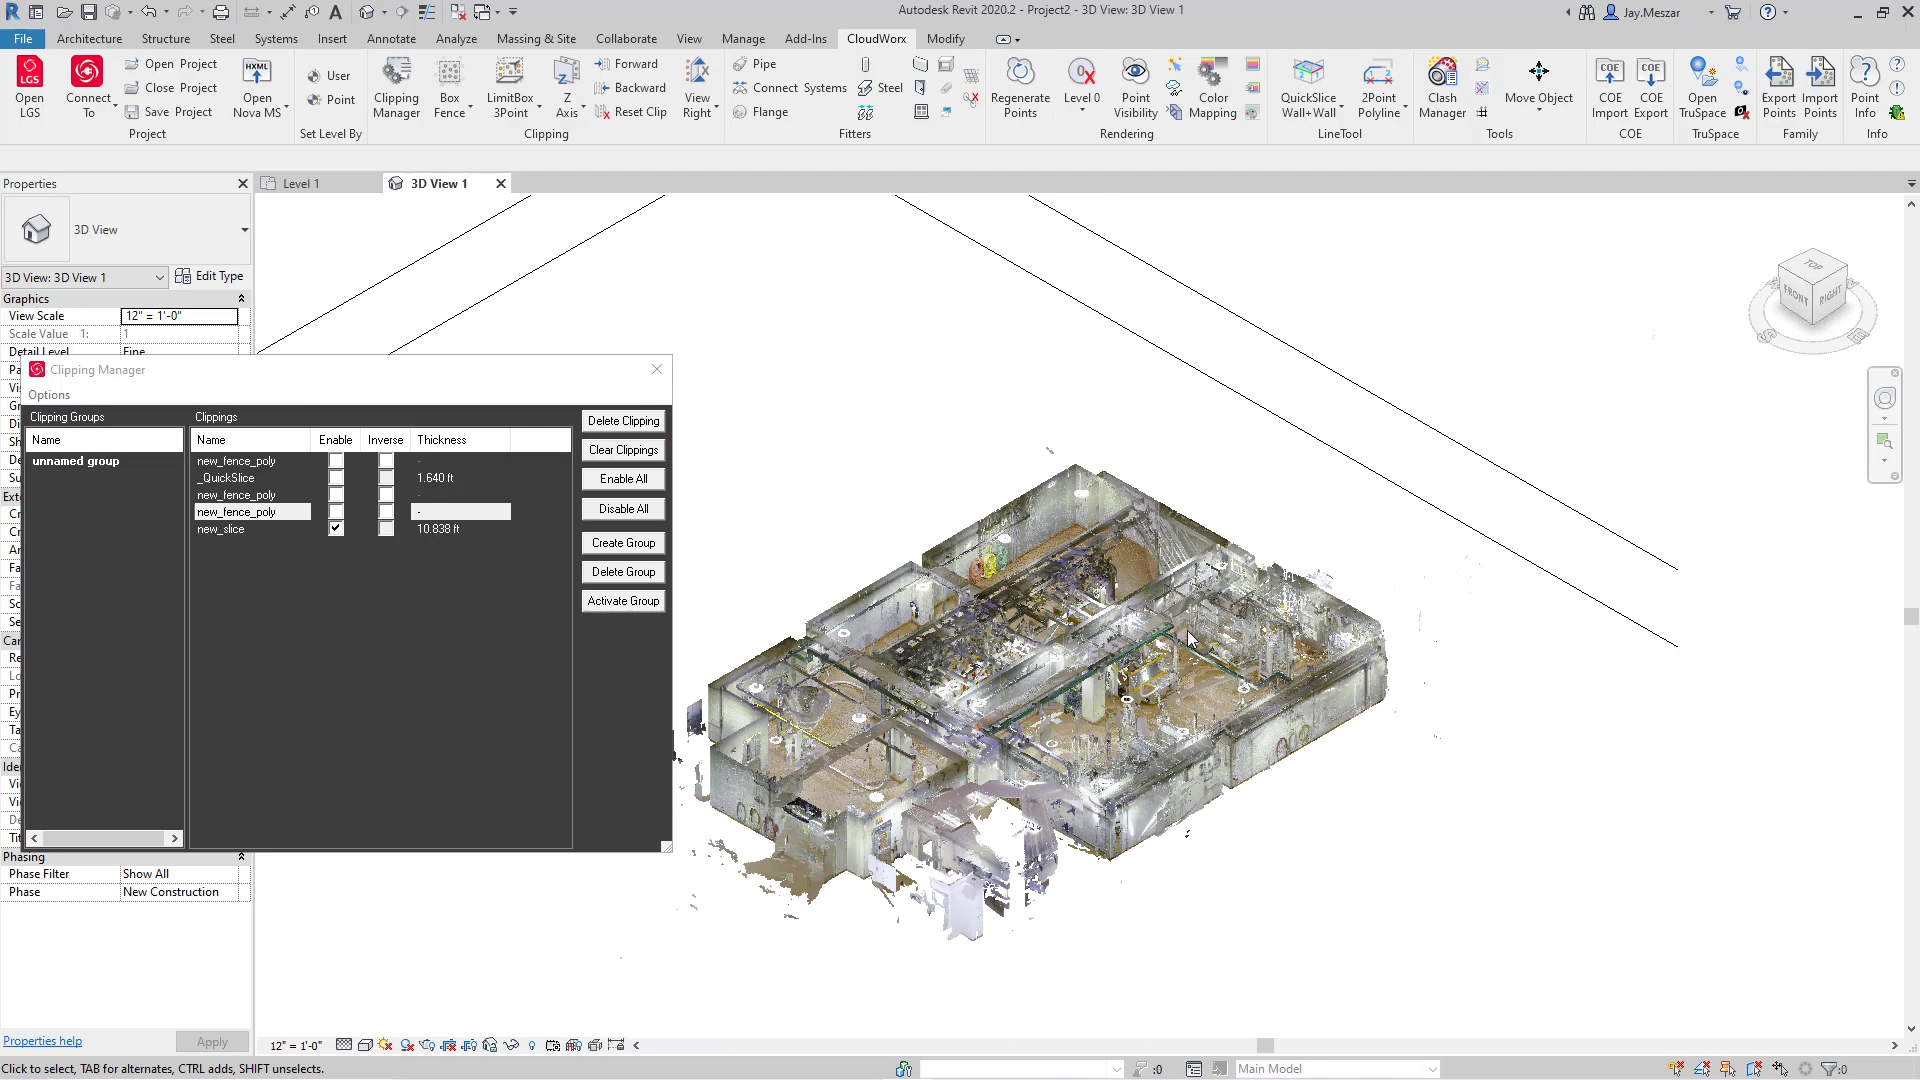 Autodesk Revit 2020.2 - Project2 - 3D View: 3D View 1
Jay.Meszar
File Architecture Structure Steel Systems Insert Annotate Analyze Massing & Site Collaborate View Manage Add-Ins CloudWorx Modify
LGS
Open LGS
Connect To
Open Project
Close Project
Save Project
Project
HXML
Open Nova MS
User
Point
Set Level By
Clipping Manager
Box Fence
LimitBox 3Point
Z Axis
Forward
Backward
Reset Clip
View Right
Clipping
Pipe
Connect Systems
Flange
Steel
Fitters
Regenerate Points
Level 0
Point Visibility
Color Mapping
Rendering
QuickSlice Wall+Wall
2Point Polyline
LineTool
Clash Manager
Move Object
Tools
COE
COE Import
COE
COE Export
COE
Open TruSpace
TruSpace
Export Points
Import Points
Family
Point Info
Info
Properties
Level 1
3D View 1
3D View
3D View: 3D View 1
Edit Type
Graphics
View Scale 12" = 1'-0"
Scale Value 1: 1
Detail Level Fine
Clipping Manager
Options
Clipping Groups
Name
unnamed group
Clippings
Name Enable Inverse Thickness
new_fence_poly
_QuickSlice 1.640 ft
new_fence_poly
new_fence_poly -
new_slice 10.838 ft
Delete Clipping
Clear Clippings
Enable All
Disable All
Create Group
Delete Group
Activate Group
TOP
FRONT
RIGHT
S
E
Phasing
Phase Filter Show All
Phase New Construction
Properties help
Apply
12" = 1'-0"
Click to select, TAB for alternates, CTRL adds, SHIFT unselects.
:0
Main Model
:0